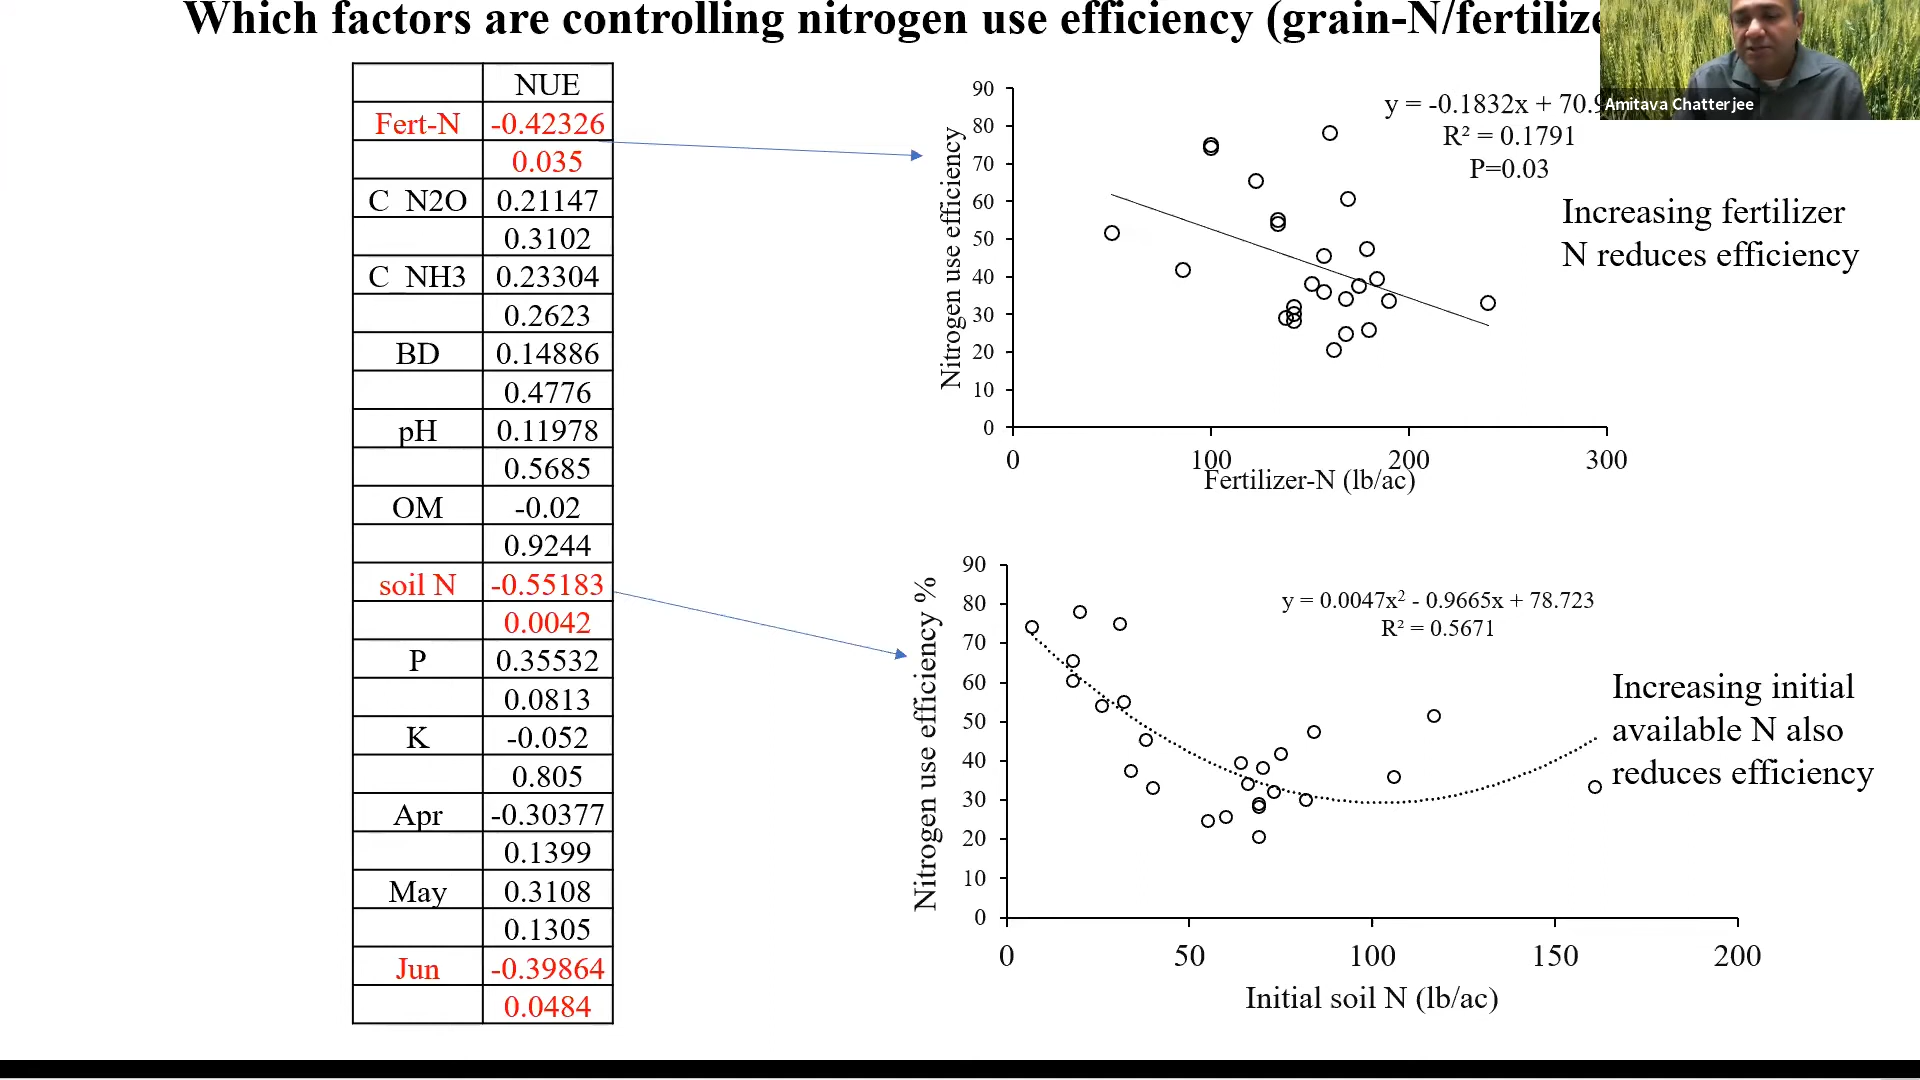 Which factors are controlling nitrogen use efficiency (grain-N/fertilize
Amitava Chatterjee
NUE
Fert-N -0.42326
0.035
C N2O 0.21147
0.3102
C NH3 0.23304
0.2623
BD 0.14886
0.4776
pH 0.11978
0.5685
OM -0.02
0.9244
soil N -0.55183
0.0042
P 0.35532
0.0813
K -0.052
0.805
Apr -0.30377
0.1399
May 0.3108
0.1305
Jun -0.39864
0.0484
Nitrogen use efficiency
90
80
70
60
50
40
30
20
10
0
0 100 200 300
Fertilizer-N (lb/ac)
y = -0.1832x + 70.9
R² = 0.1791
P=0.03
Increasing fertilizer
N reduces efficiency
Nitrogen use efficiency %
90
80
70
60
50
40
30
20
10
0
0 50 100 150 200
Initial soil N (lb/ac)
y = 0.0047x² - 0.9665x + 78.723
R² = 0.5671
Increasing initial
available N also
reduces efficiency